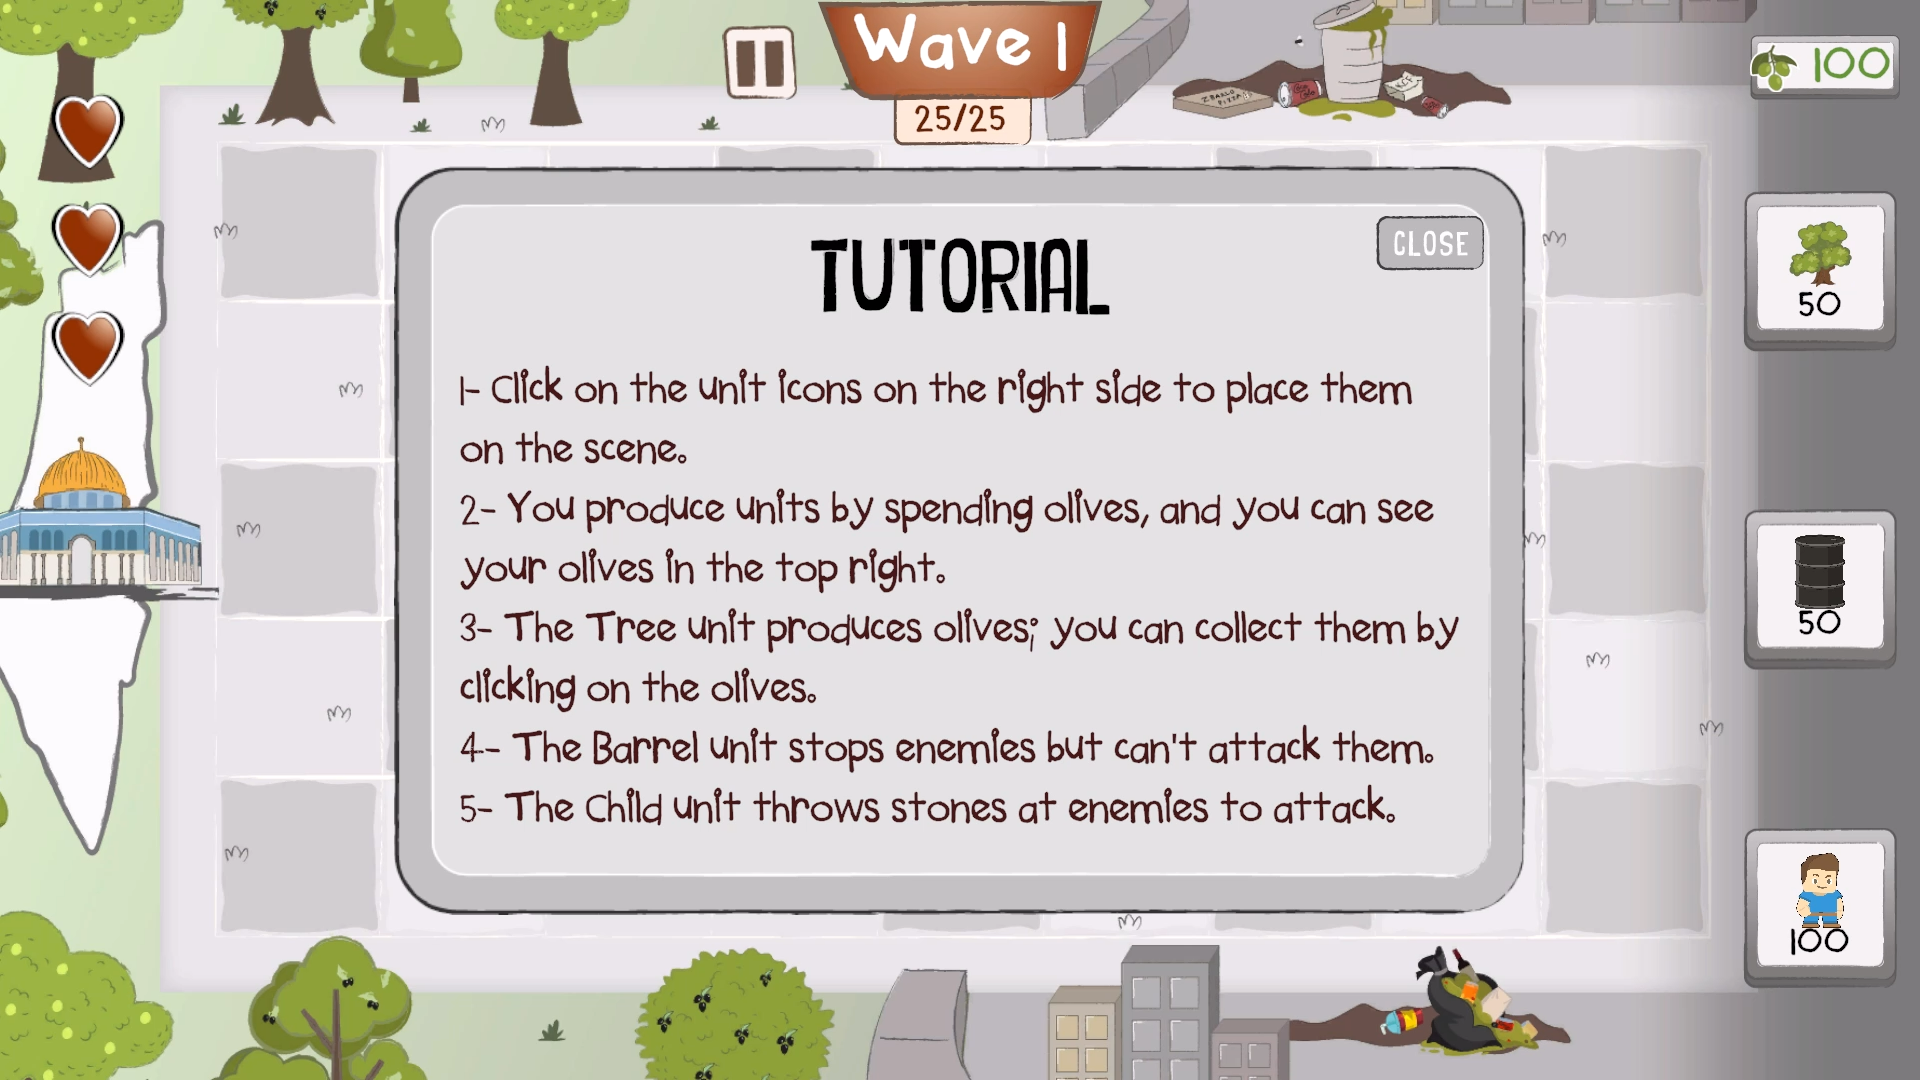 Wave 1
25/25
100
TUTORIAL
CLOSE
1- Click on the unit icons on the right side to place them
on the scene.
2- You produce units by spending olives, and you can see
your olives in the top right.
3- The Tree unit produces olives; you can collect them by
clicking on the olives.
4- The Barrel unit stops enemies but can't attack them.
5- The Child unit throws stones at enemies to attack.
50
50
100